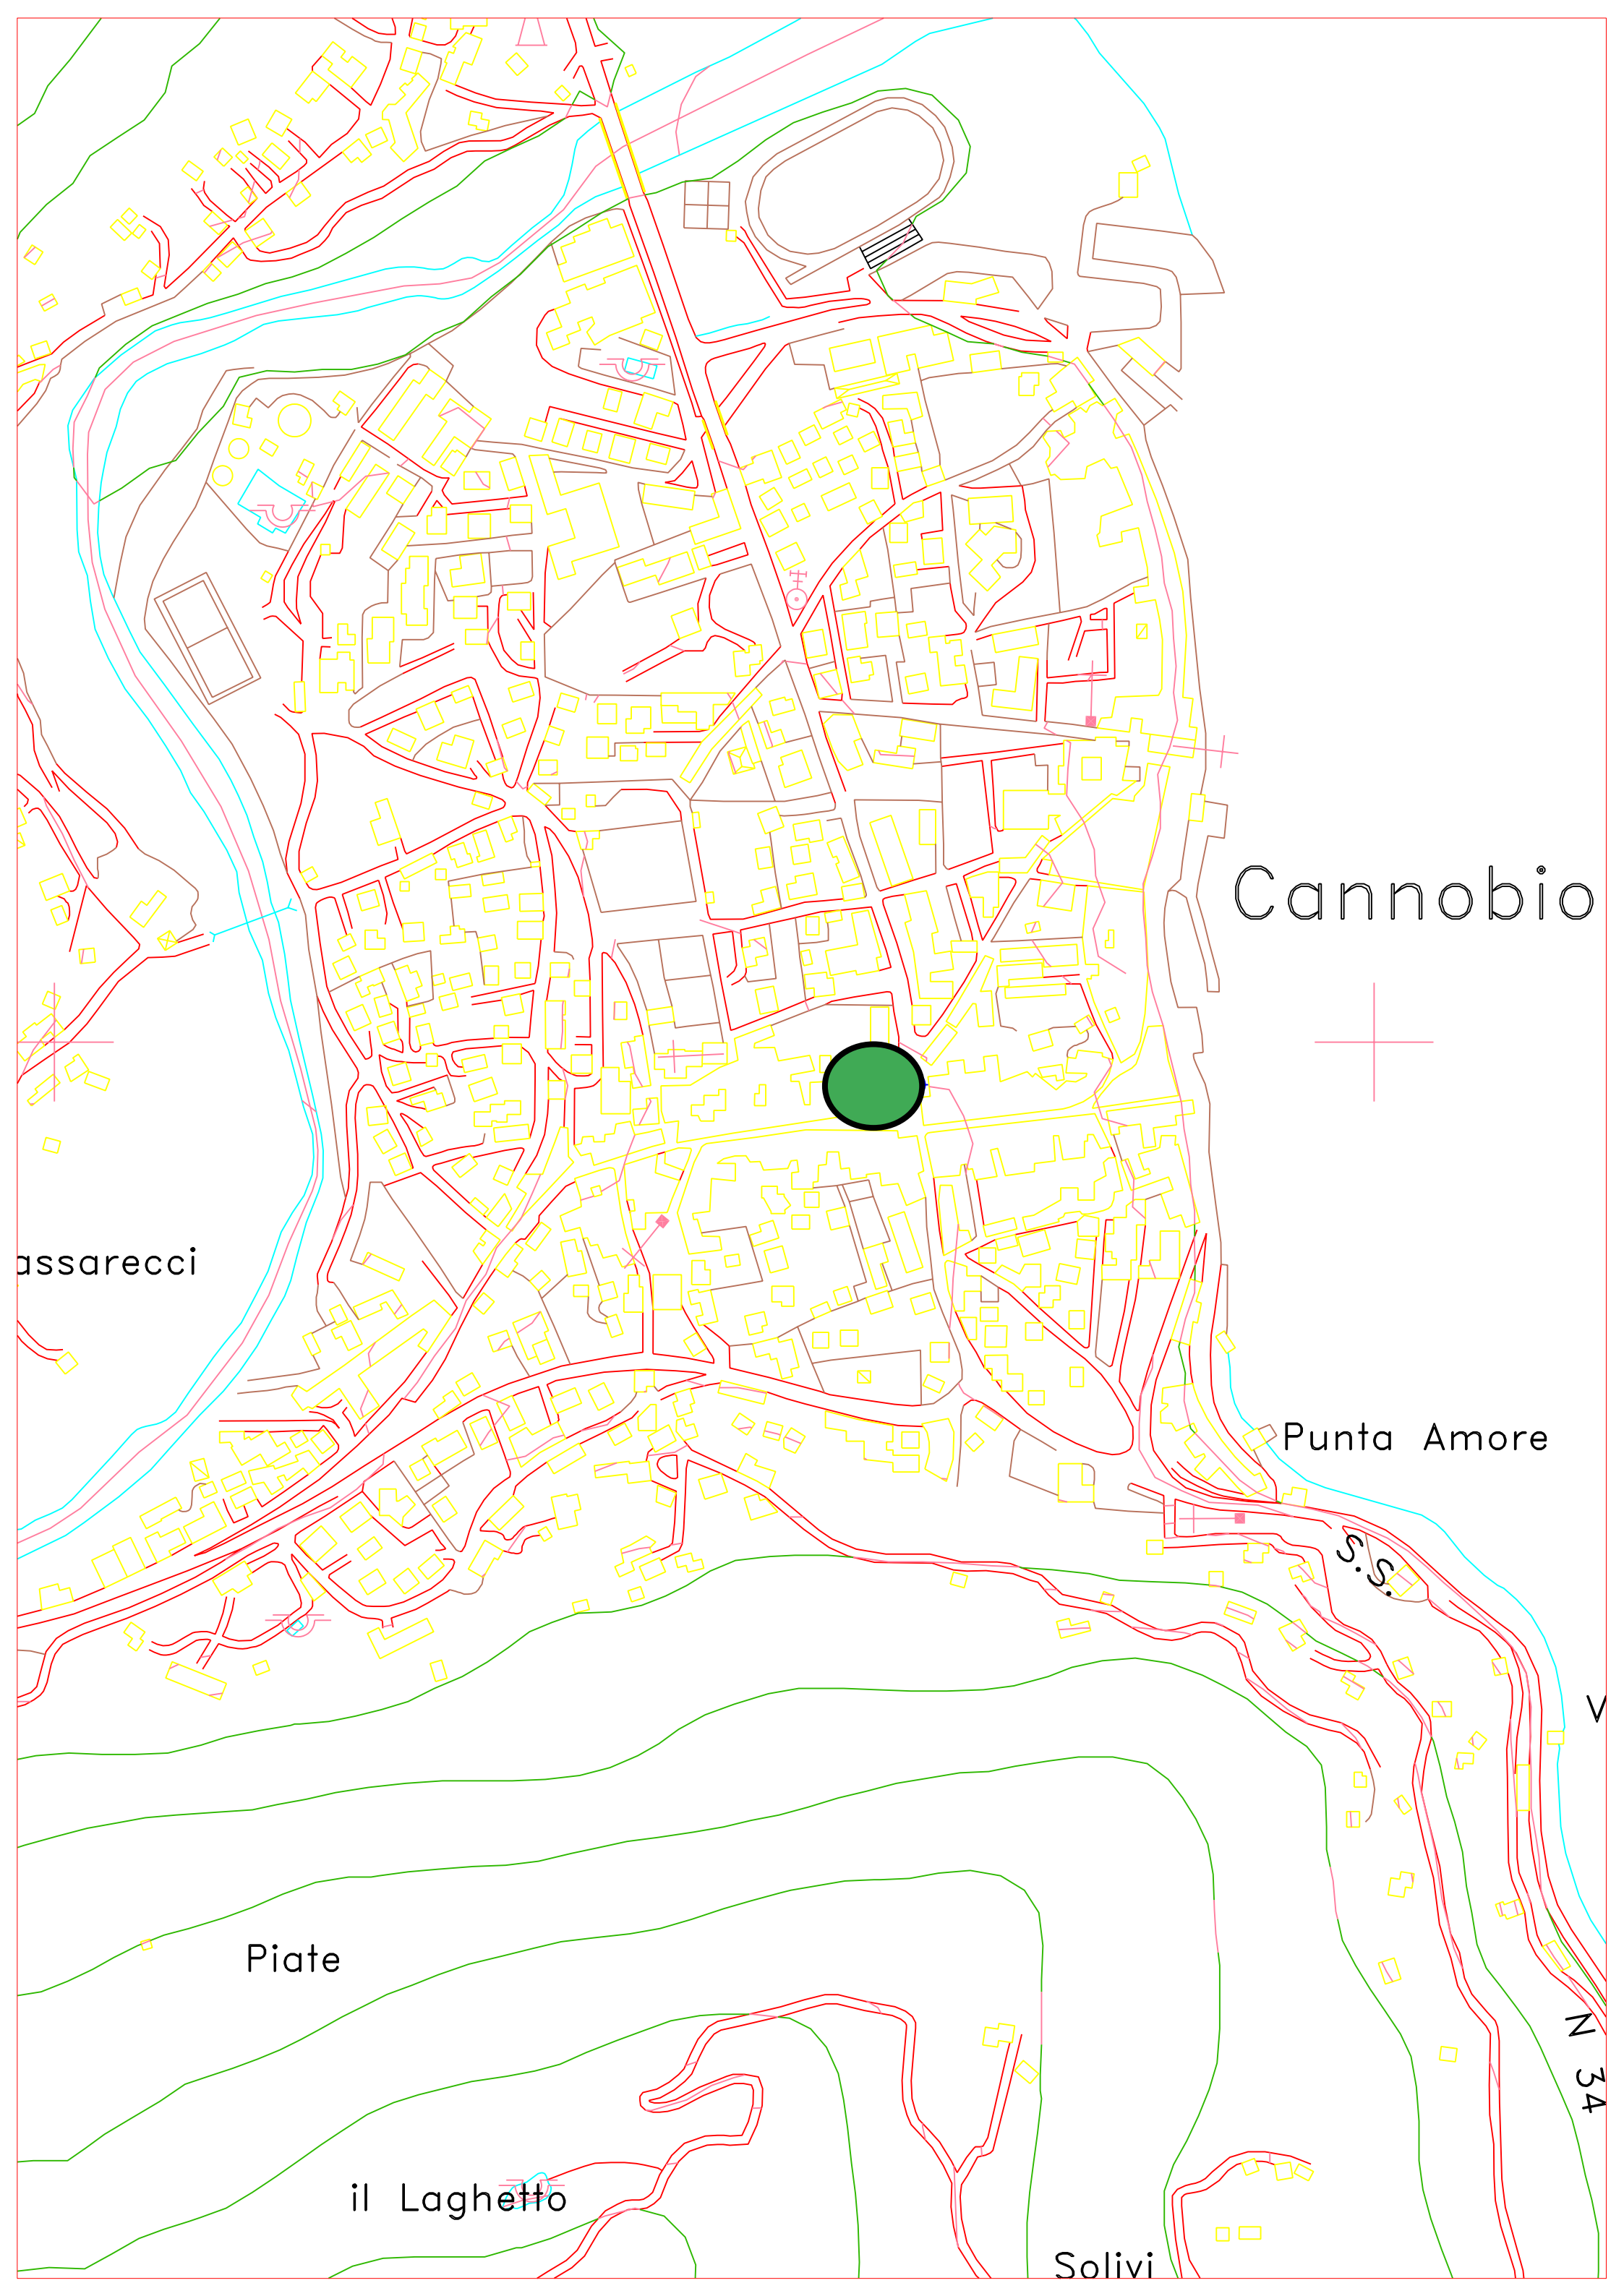 Cannobio
assarecci
Punta Amore
S.S.
V
Piate
N 34
il Laghetto
Solivi